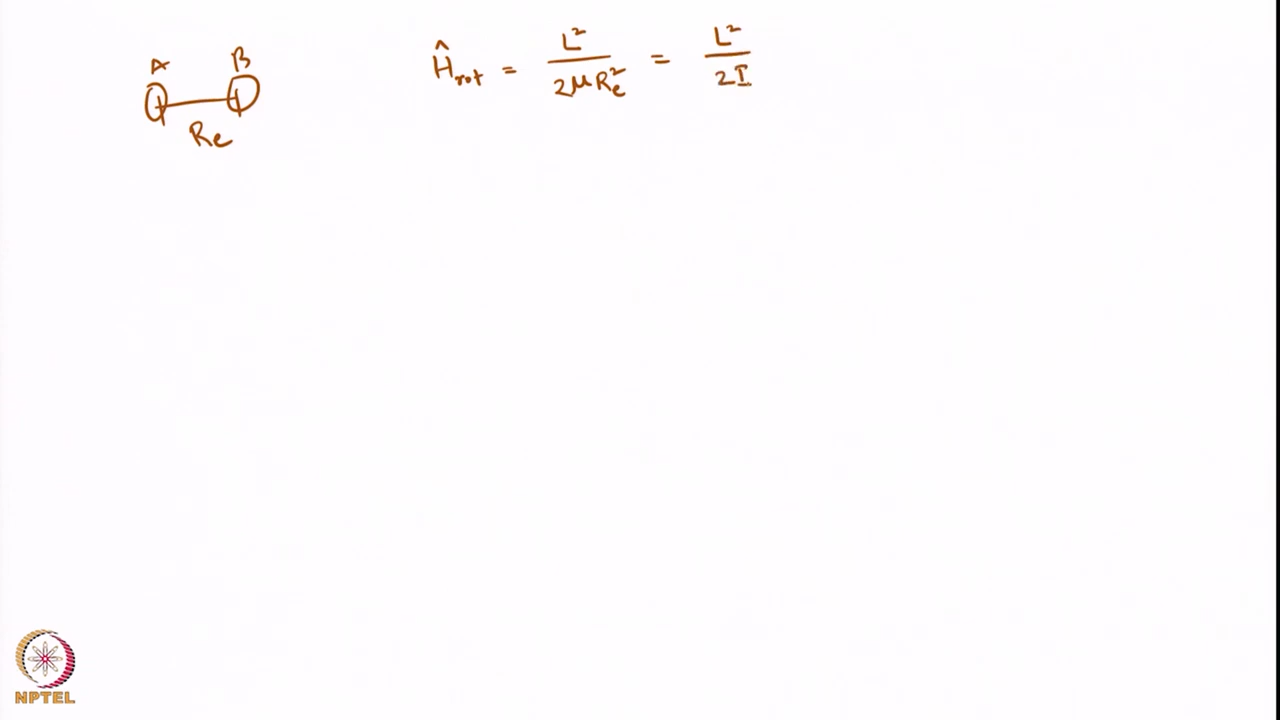 A B
Re
Ĥrot = L² / 2μRe² = L² / 2I
NPTEL